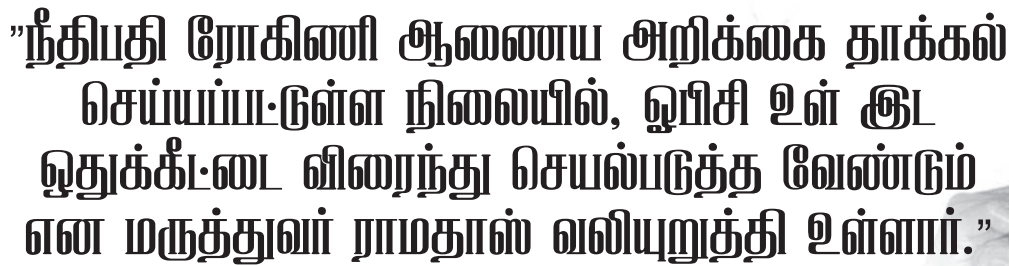 ”நீதிபதி ரோகிணி ஆணைய அறிக்கை தாக்கல்
செய்யப்பட்டுள்ள நிலையில், ஓபிசி உள் இட
ஒதுக்கீட்டை விரைந்து செயல்படுத்த வேண்டும்
என மருத்துவர் ராமதாஸ் வலியுறுத்தி உள்ளார்.”